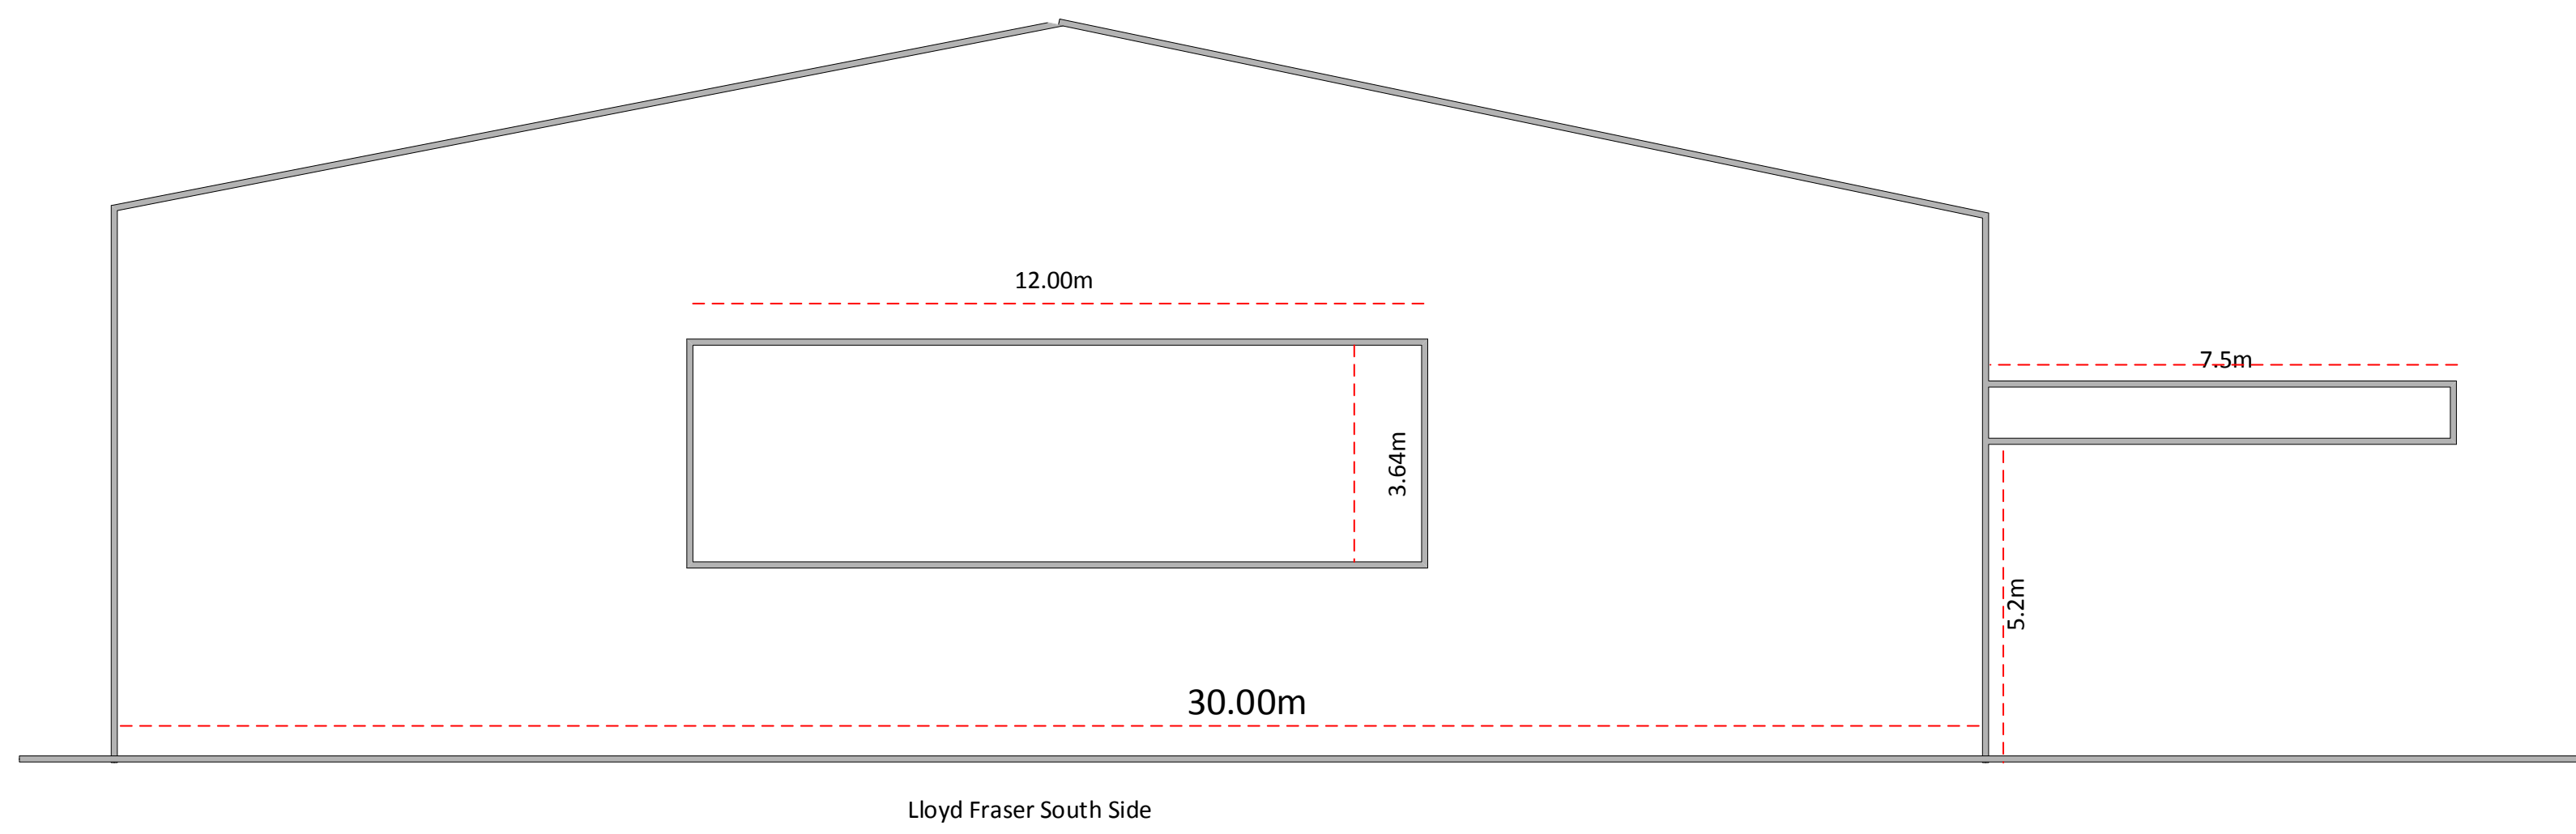 12.00m
7.5m
3.64m
5.2m
30.00m
Lloyd Fraser South Side